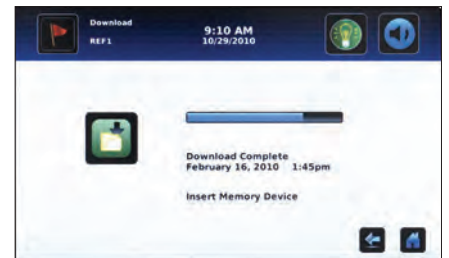 Download
REF1
9:10 AM
10/29/2010
Download Complete
February 16, 2010 1:45pm
Insert Memory Device